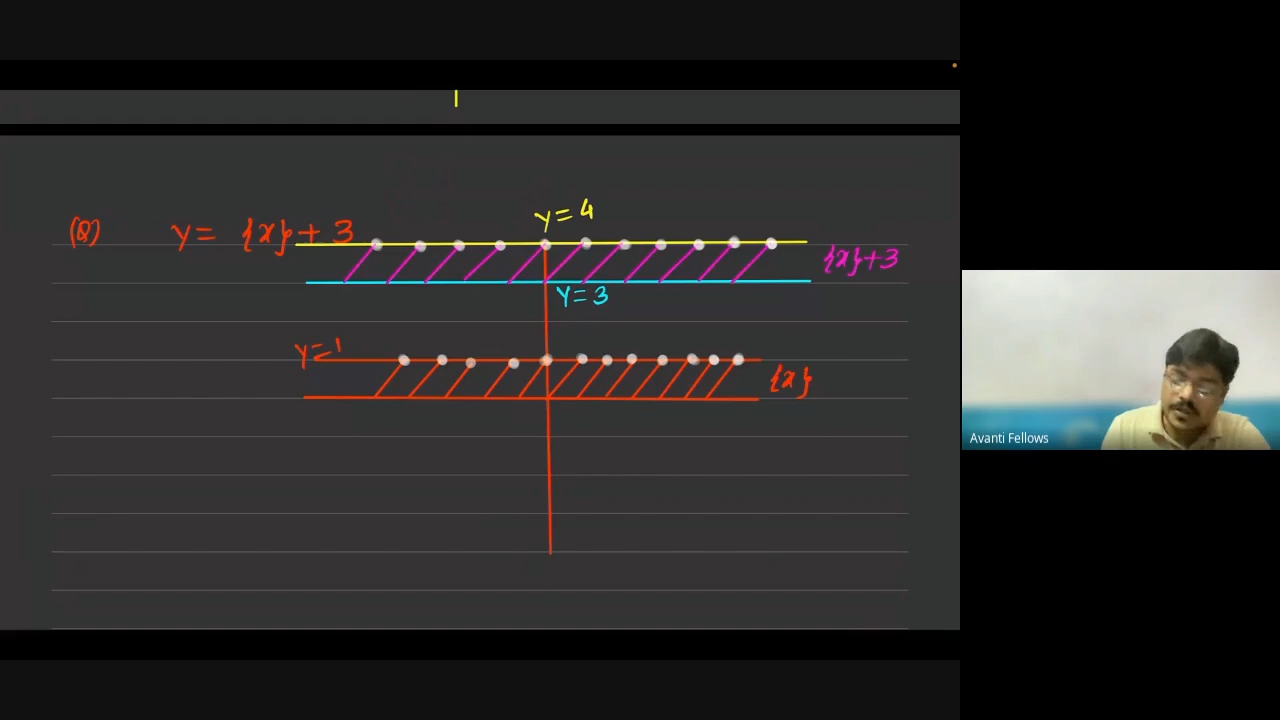 y = 4
(Q) y = {x} + 3
{x}+3
y = 3
y = 1
{x}
Avanti Fellows